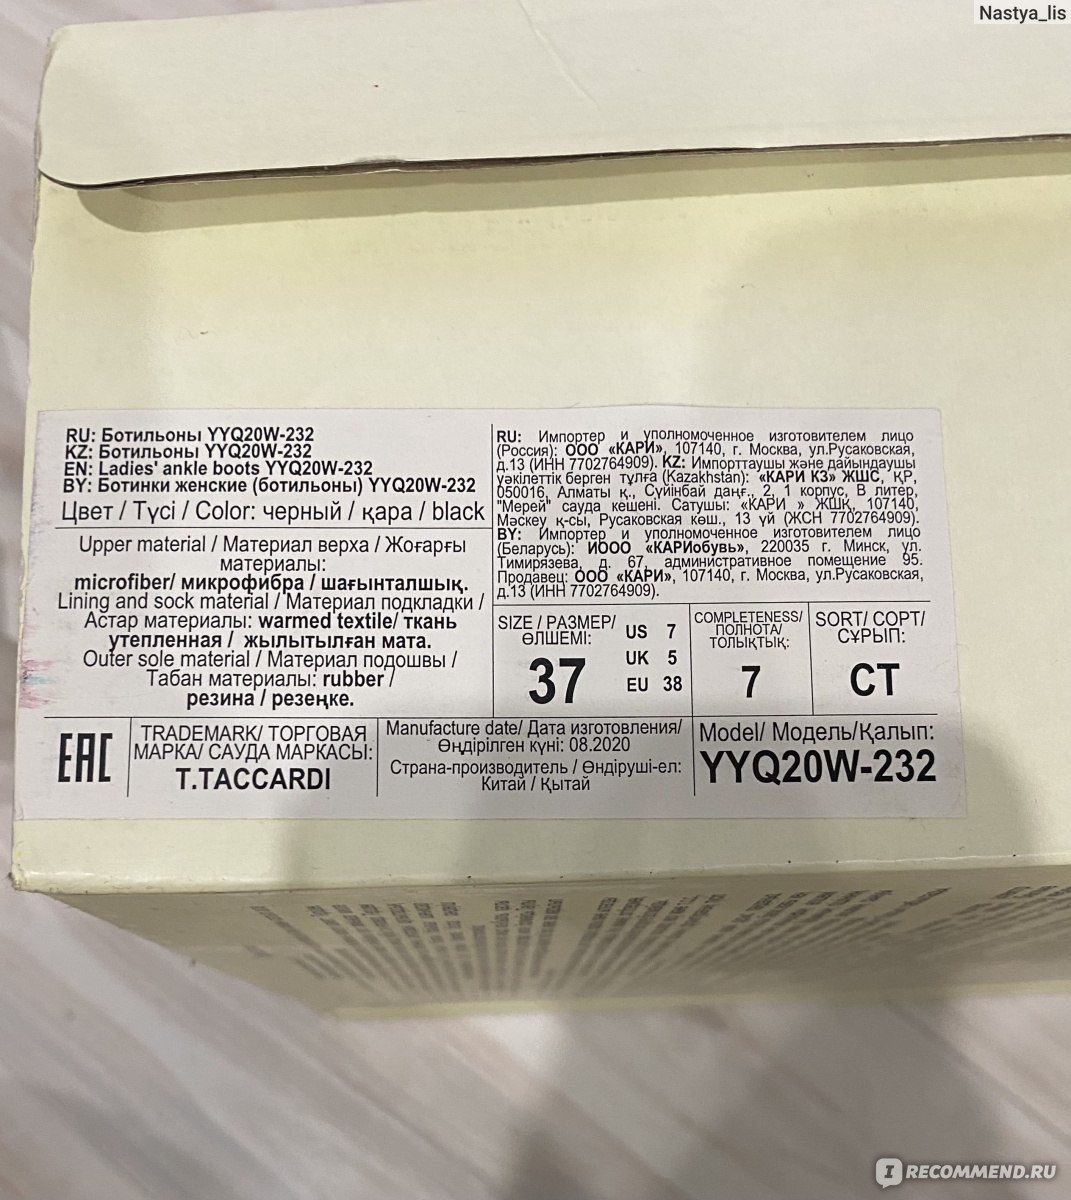 Nastya_lis
RU: Ботильоны YYQ20W-232
KZ: Ботильоны YYQ20W-232
EN: Ladies' ankle boots YYQ20W-232
BY: Ботинки женские (ботильоны) YYQ20W-232
Цвет / Түсі / Color: черный / қара / black
Upper material / Материал верха / Жоғарғы
материалы:
microfiber/ микрофибра / шағынталшық.
Lining and sock material / Материал подкладки /
Астар материалы: warmed textile/ ткань
утепленная / жылытылған мата.
Outer sole material / Материал подошвы /
Табан материалы: rubber /
резина / резеңке.
RU: Импортер и уполномоченное изготовителем лицо
(Россия): ООО «КАРИ», 107140, г. Москва, ул.Русаковская,
д.13 (ИНН 7702764909). KZ: Импорттаушы және дайындаушы
уәкілеттік берген тұлға (Kazakhstan): «КАРИ КЗ» ЖШС, ҚР,
050016, Алматы қ., Сүйінбай даңғ., 2, 1 корпус, В литер,
"Мерей" сауда кешені. Сатушы: «КАРИ » ЖШҚ, 107140,
Мәскеу қ-сы, Русаковская көш., 13 үй (ЖСН 7702764909).
BY: Импортер и уполномоченное изготовителем лицо
(Беларусь): ИООО «КАРИобувь», 220035 г. Минск, ул.
Тимирязева, д. 67, административное помещение 95.
Продавец: ООО «КАРИ», 107140, г. Москва, ул.Русаковская,
д.13 (ИНН 7702764909).
SIZE / РАЗМЕР/
ӨЛШЕМІ:
37
US 7
UK 5
EU 38
COMPLETENESS/
ПОЛНОТА/
ТОЛЫҚТЫҚ:
7
SORT/ СОРТ/
СҰРЫП:
СТ
EAC
TRADEMARK/ ТОРГОВАЯ
МАРКА/ САУДА МАРКАСЫ:
T.TACCARDI
Manufacture date/ Дата изготовления/
Өңдірілген күні: 08.2020
Страна-производитель / Өндіруші-ел:
Китай / Қытай
Model/ Модель/Қалып:
YYQ20W-232
IRECOMMEND.RU